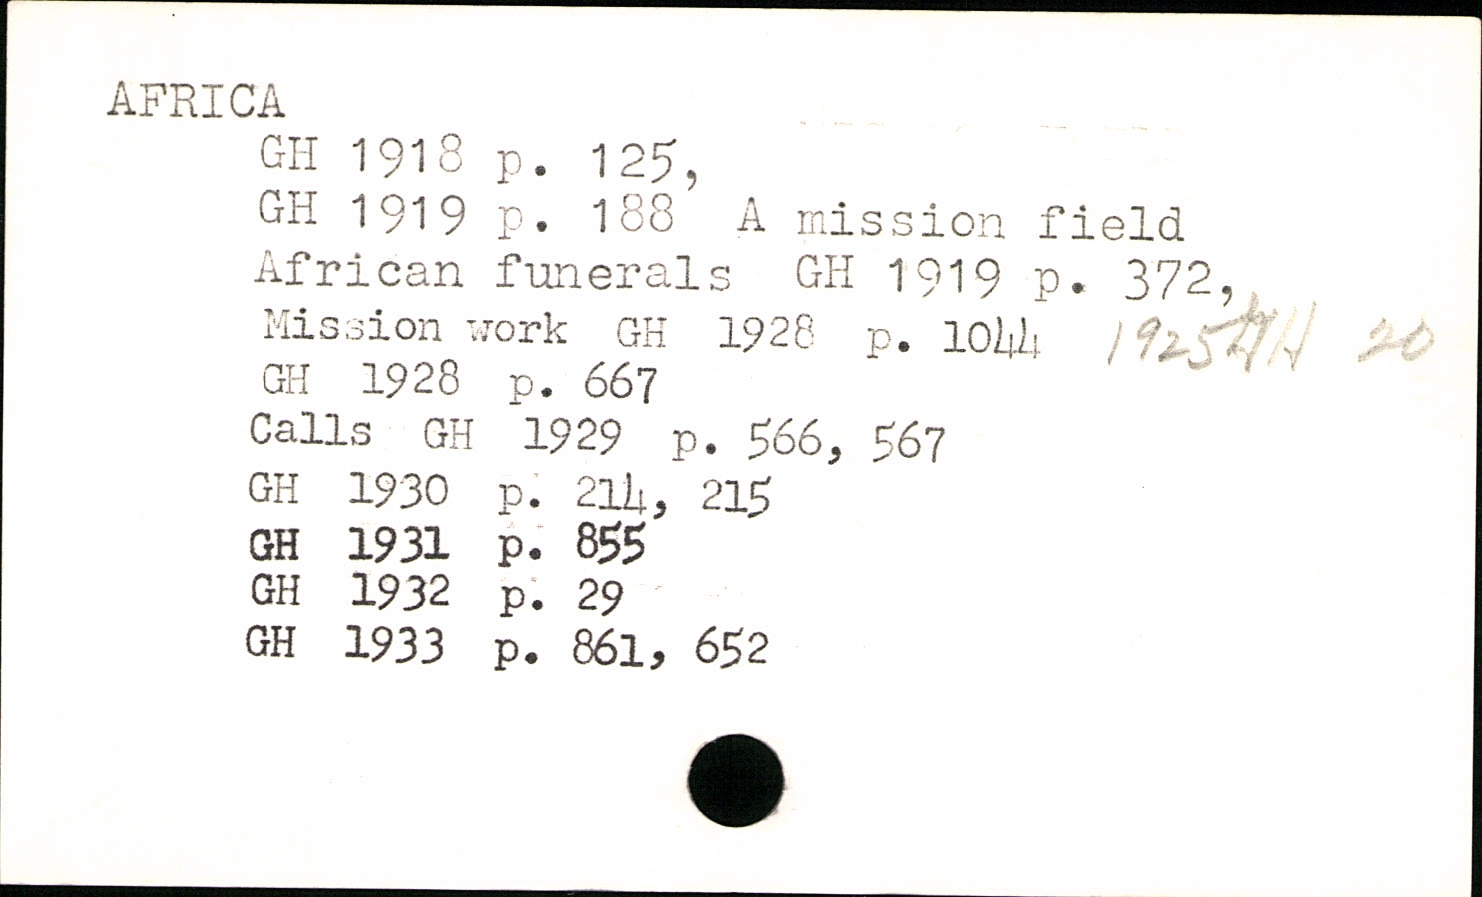 AFRICA
GH 1918 p. 125,
GH 1919 p. 188 A mission field
African funerals GH 1919 p. 372,
Mission work GH 1928 p. 1044 1925 GH 20
GH 1928 p. 667
Calls GH 1929 p. 566, 567
GH 1930 p. 214, 215
GH 1931 p. 855
GH 1932 p. 29
GH 1933 p. 861, 652